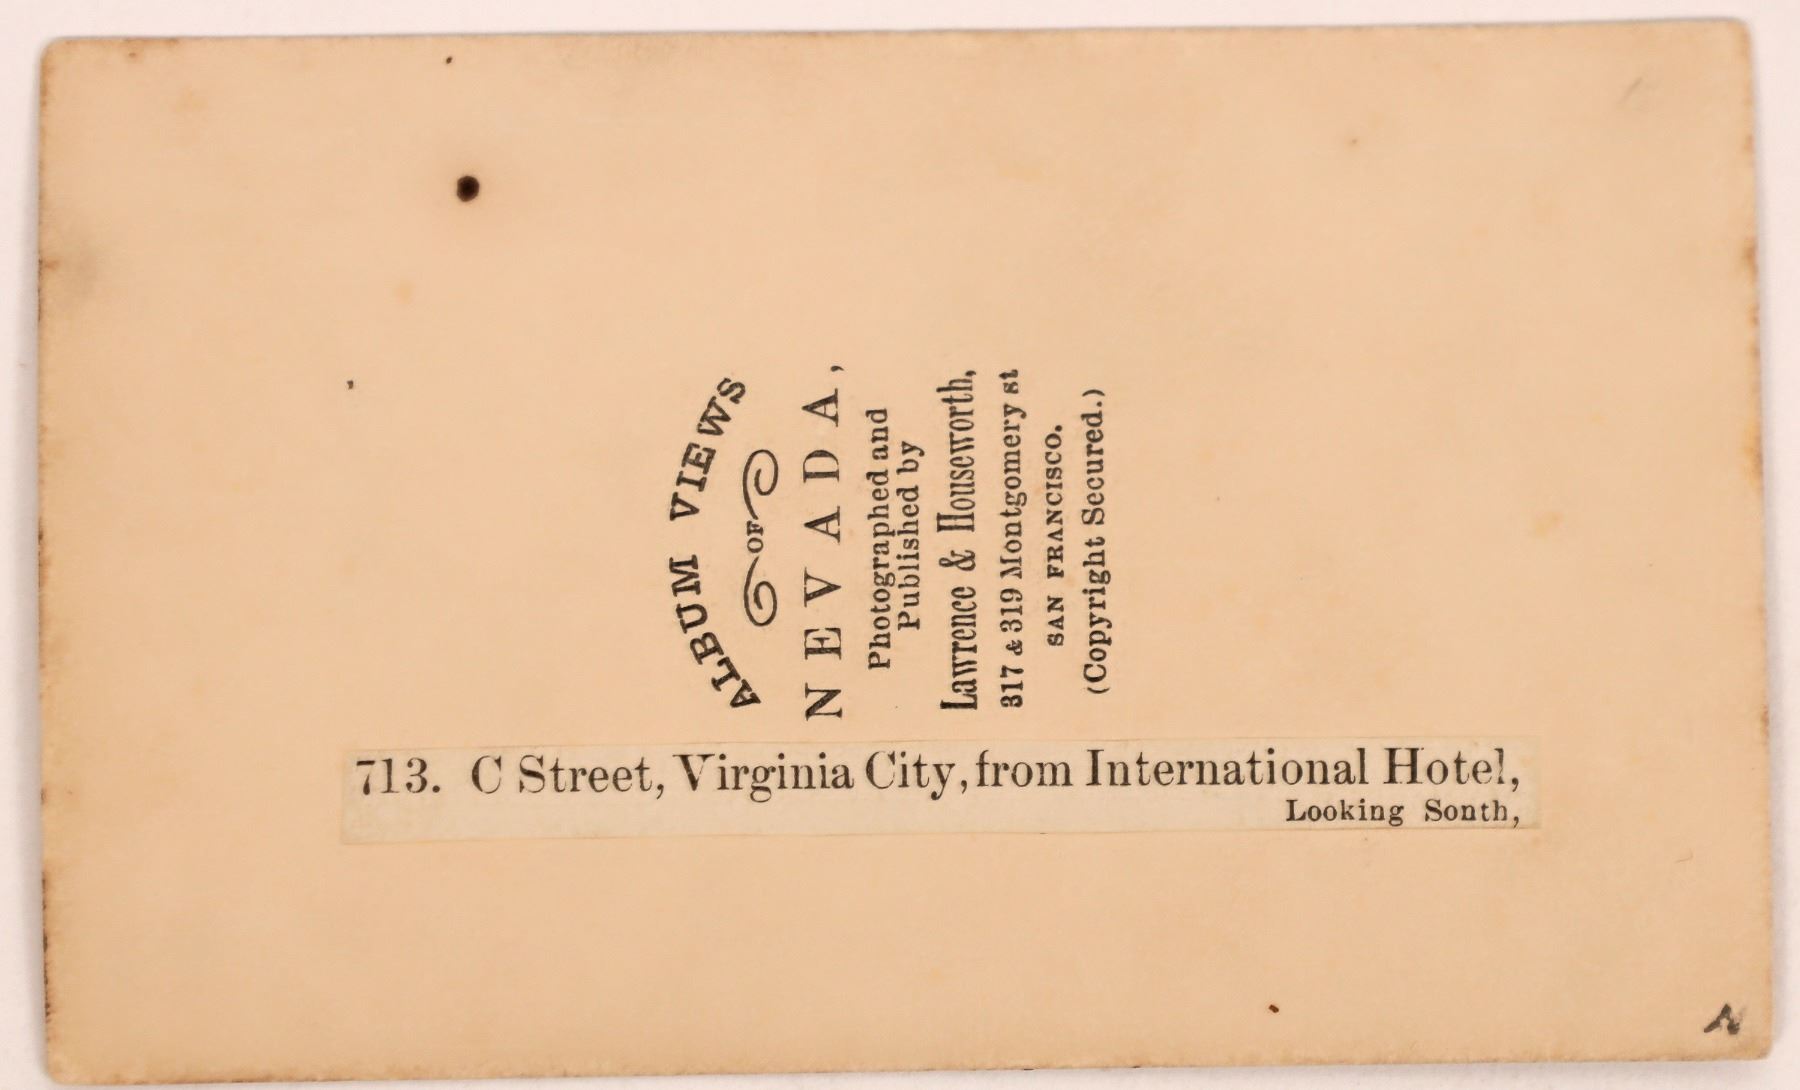 ALBUM VIEWS
OF
NEVADA,
Photographed and
Published by
Lawrence & Houseworth,
317 & 319 Montgomery st
SAN FRANCISCO.
(Copyright Secured.)
713. C Street, Virginia City, from International Hotel,
Looking Sonth,
N